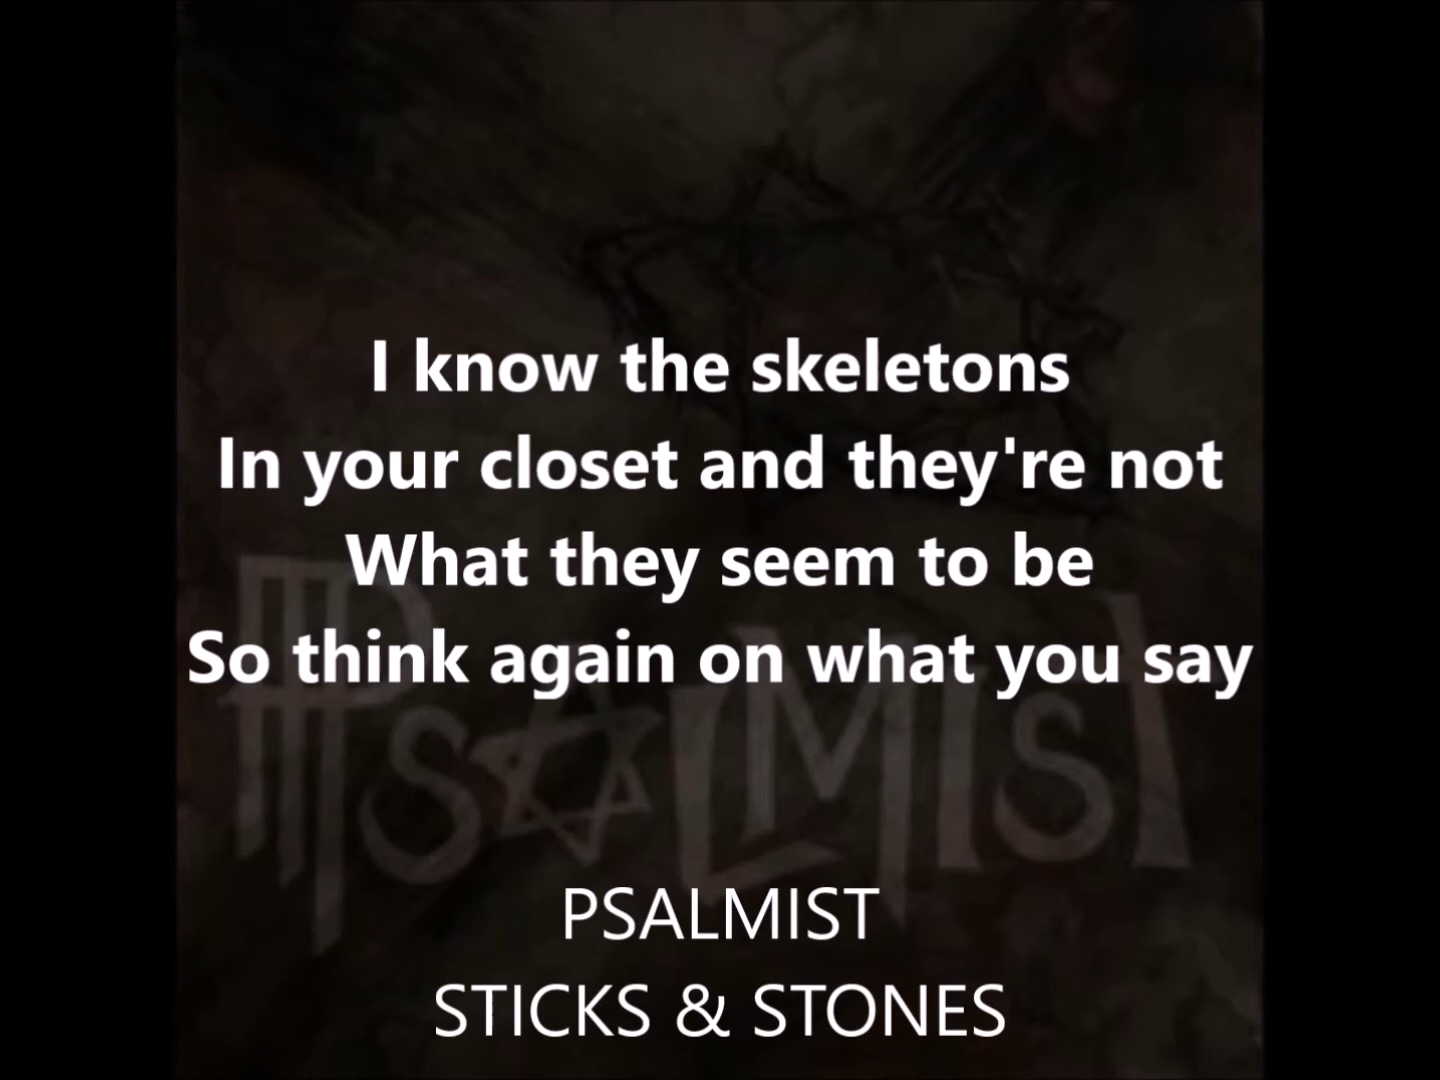 I know the skeletons
In your closet and they're not
What they seem to be
So think again on what you say
PSALMIST
PSALMIST
STICKS & STONES